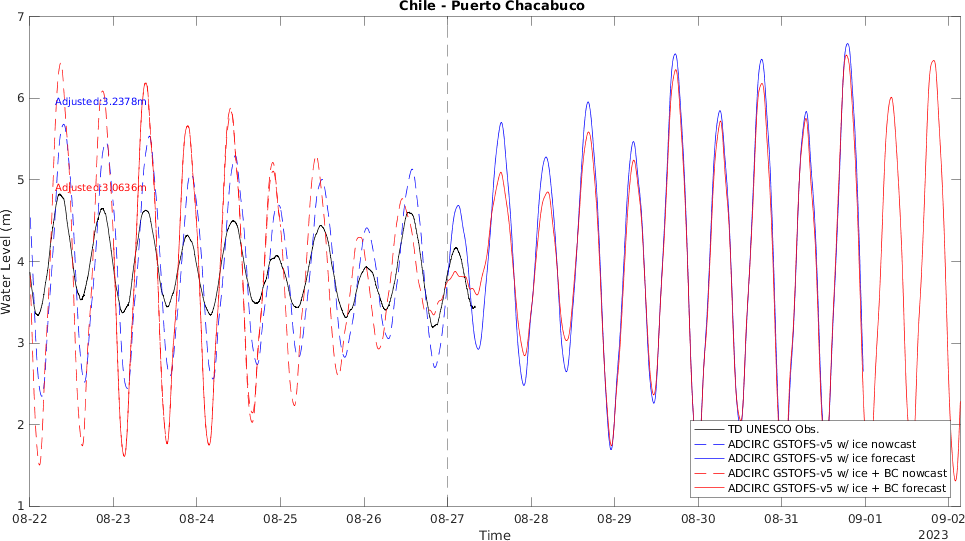 Chile - Puerto Chacabuco
7
6
5
4
3
2
1
Water Level (m)
Adjusted:3.2378m
Adjusted:3.0636m
TD UNESCO Obs.
ADCIRC GSTOFS-v5 w/ ice nowcast
ADCIRC GSTOFS-v5 w/ ice forecast
ADCIRC GSTOFS-v5 w/ ice + BC nowcast
ADCIRC GSTOFS-v5 w/ ice + BC forecast
08-22 08-23 08-24 08-25 08-26 08-27 08-28 08-29 08-30 08-31 09-01 09-02
Time
2023